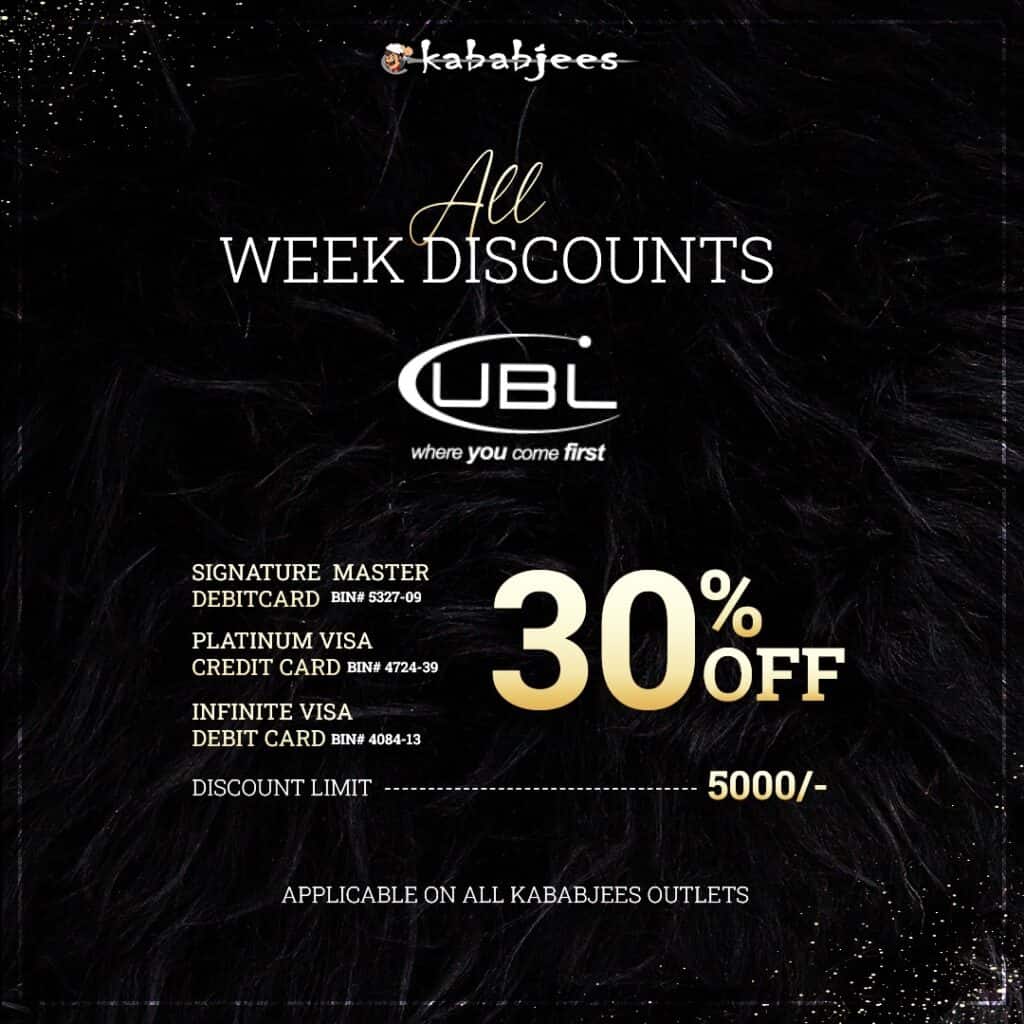 kababjees
All
WEEK DISCOUNTS
UBL
where you come first
SIGNATURE MASTER
DEBITCARD BIN# 5327-09
PLATINUM VISA
CREDIT CARD BIN# 4724-39
INFINITE VISA
DEBIT CARD BIN# 4084-13
30% OFF
DISCOUNT LIMIT ------------------------------------ 5000/-
APPLICABLE ON ALL KABABJEES OUTLETS